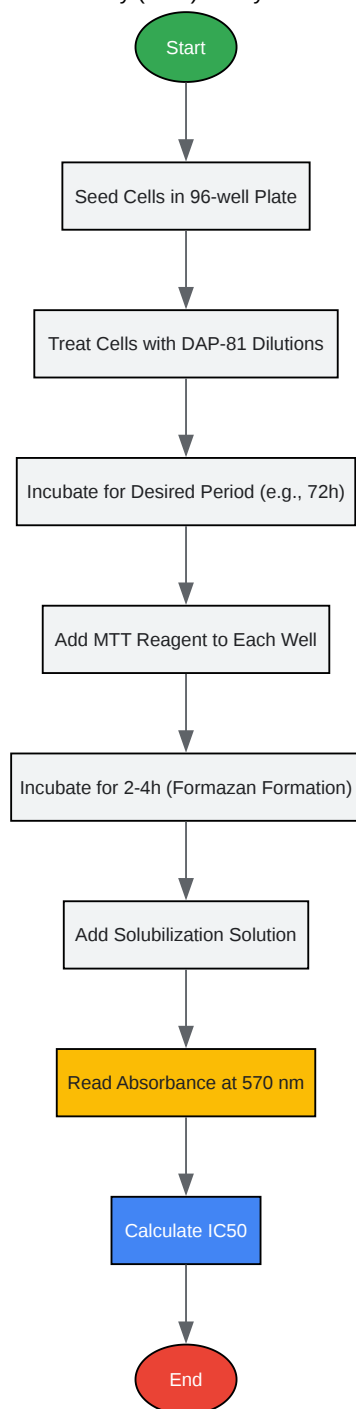 Start
Seed Cells in 96-well Plate
Treat Cells with DAP-81 Dilutions
Incubate for Desired Period (e.g., 72h)
Add MTT Reagent to Each Well
Incubate for 2-4h (Formazan Formation)
Add Solubilization Solution
Read Absorbance at 570 nm
Calculate IC50
End